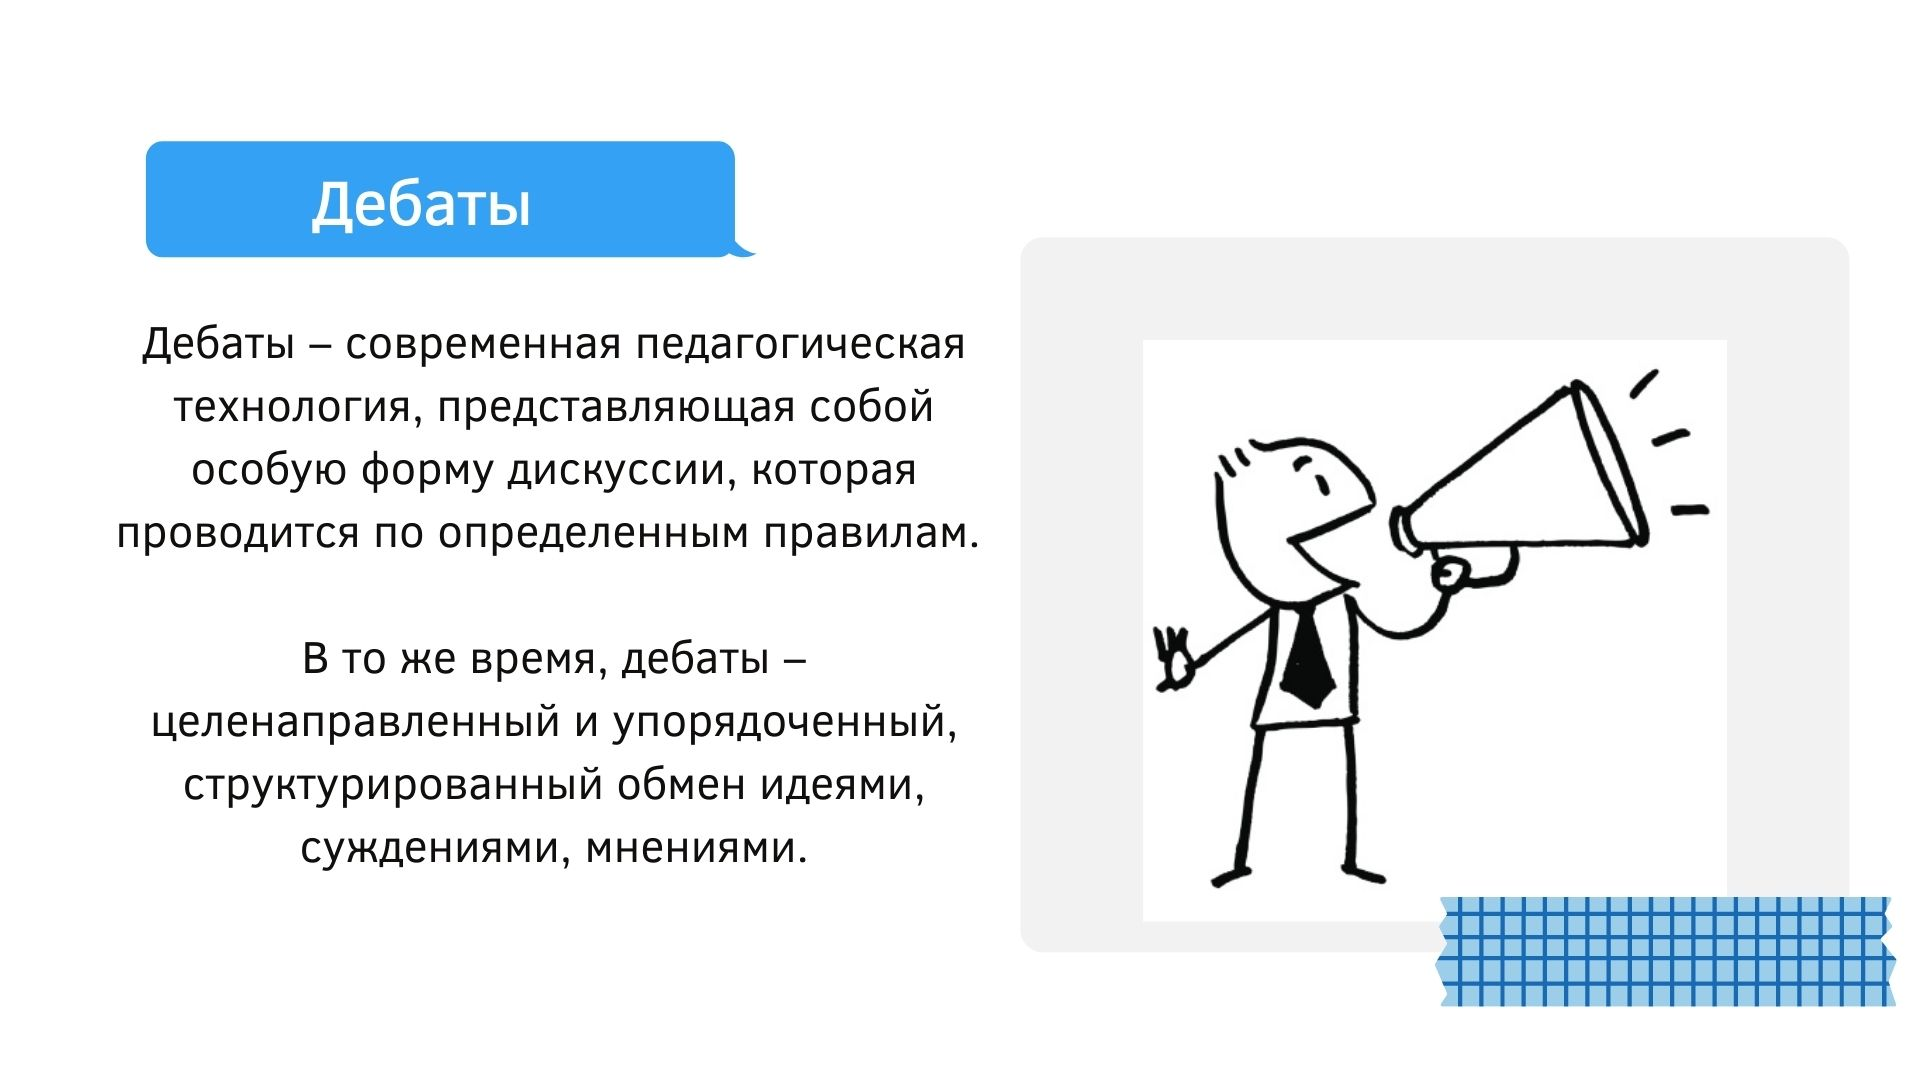 Дебаты
Дебаты – современная педагогическая
технология, представляющая собой
особую форму дискуссии, которая
проводится по определенным правилам.
В то же время, дебаты –
целенаправленный и упорядоченный,
структурированный обмен идеями,
суждениями, мнениями.